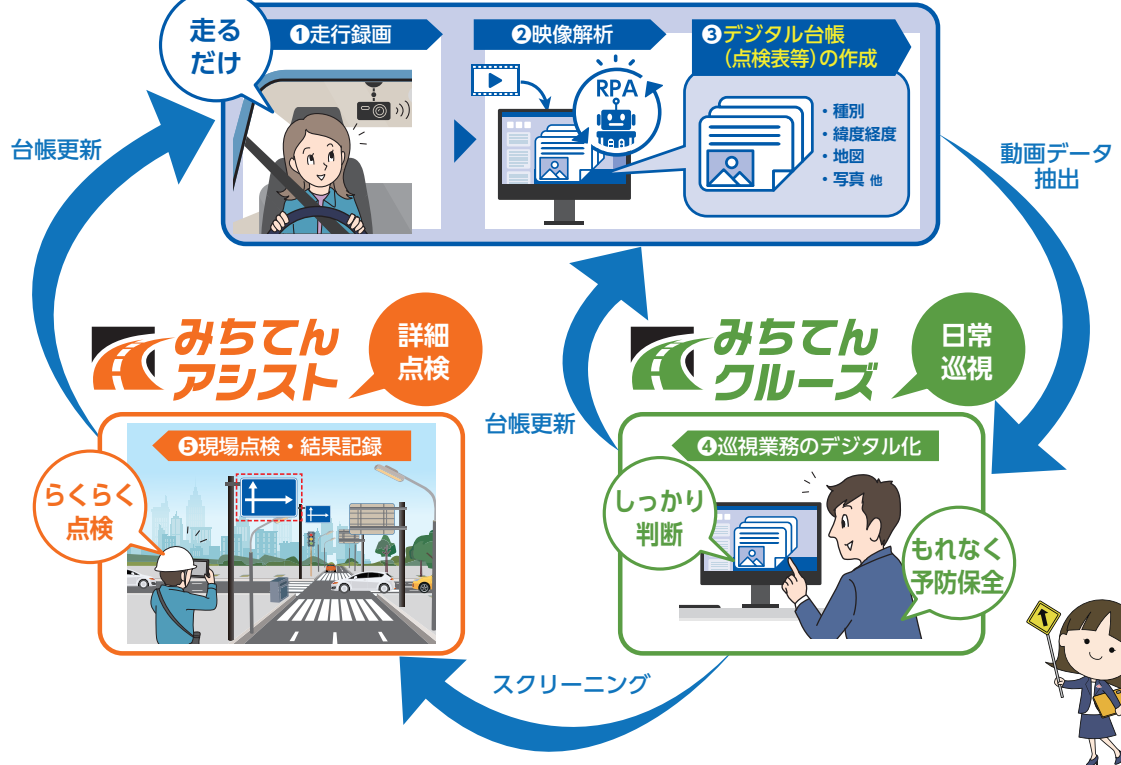 走る
だけ
❶走行録画
❷映像解析
❸デジタル台帳
(点検表等)の作成
RPA
・種別
・緯度経度
・地図
・写真 他
台帳更新
動画データ
抽出
みちてん
アシスト
詳細
点検
みちてん
クルーズ
日常
巡視
台帳更新
❺現場点検・結果記録
らくらく
点検
❹巡視業務のデジタル化
しっかり
判断
もれなく
予防保全
スクリーニング